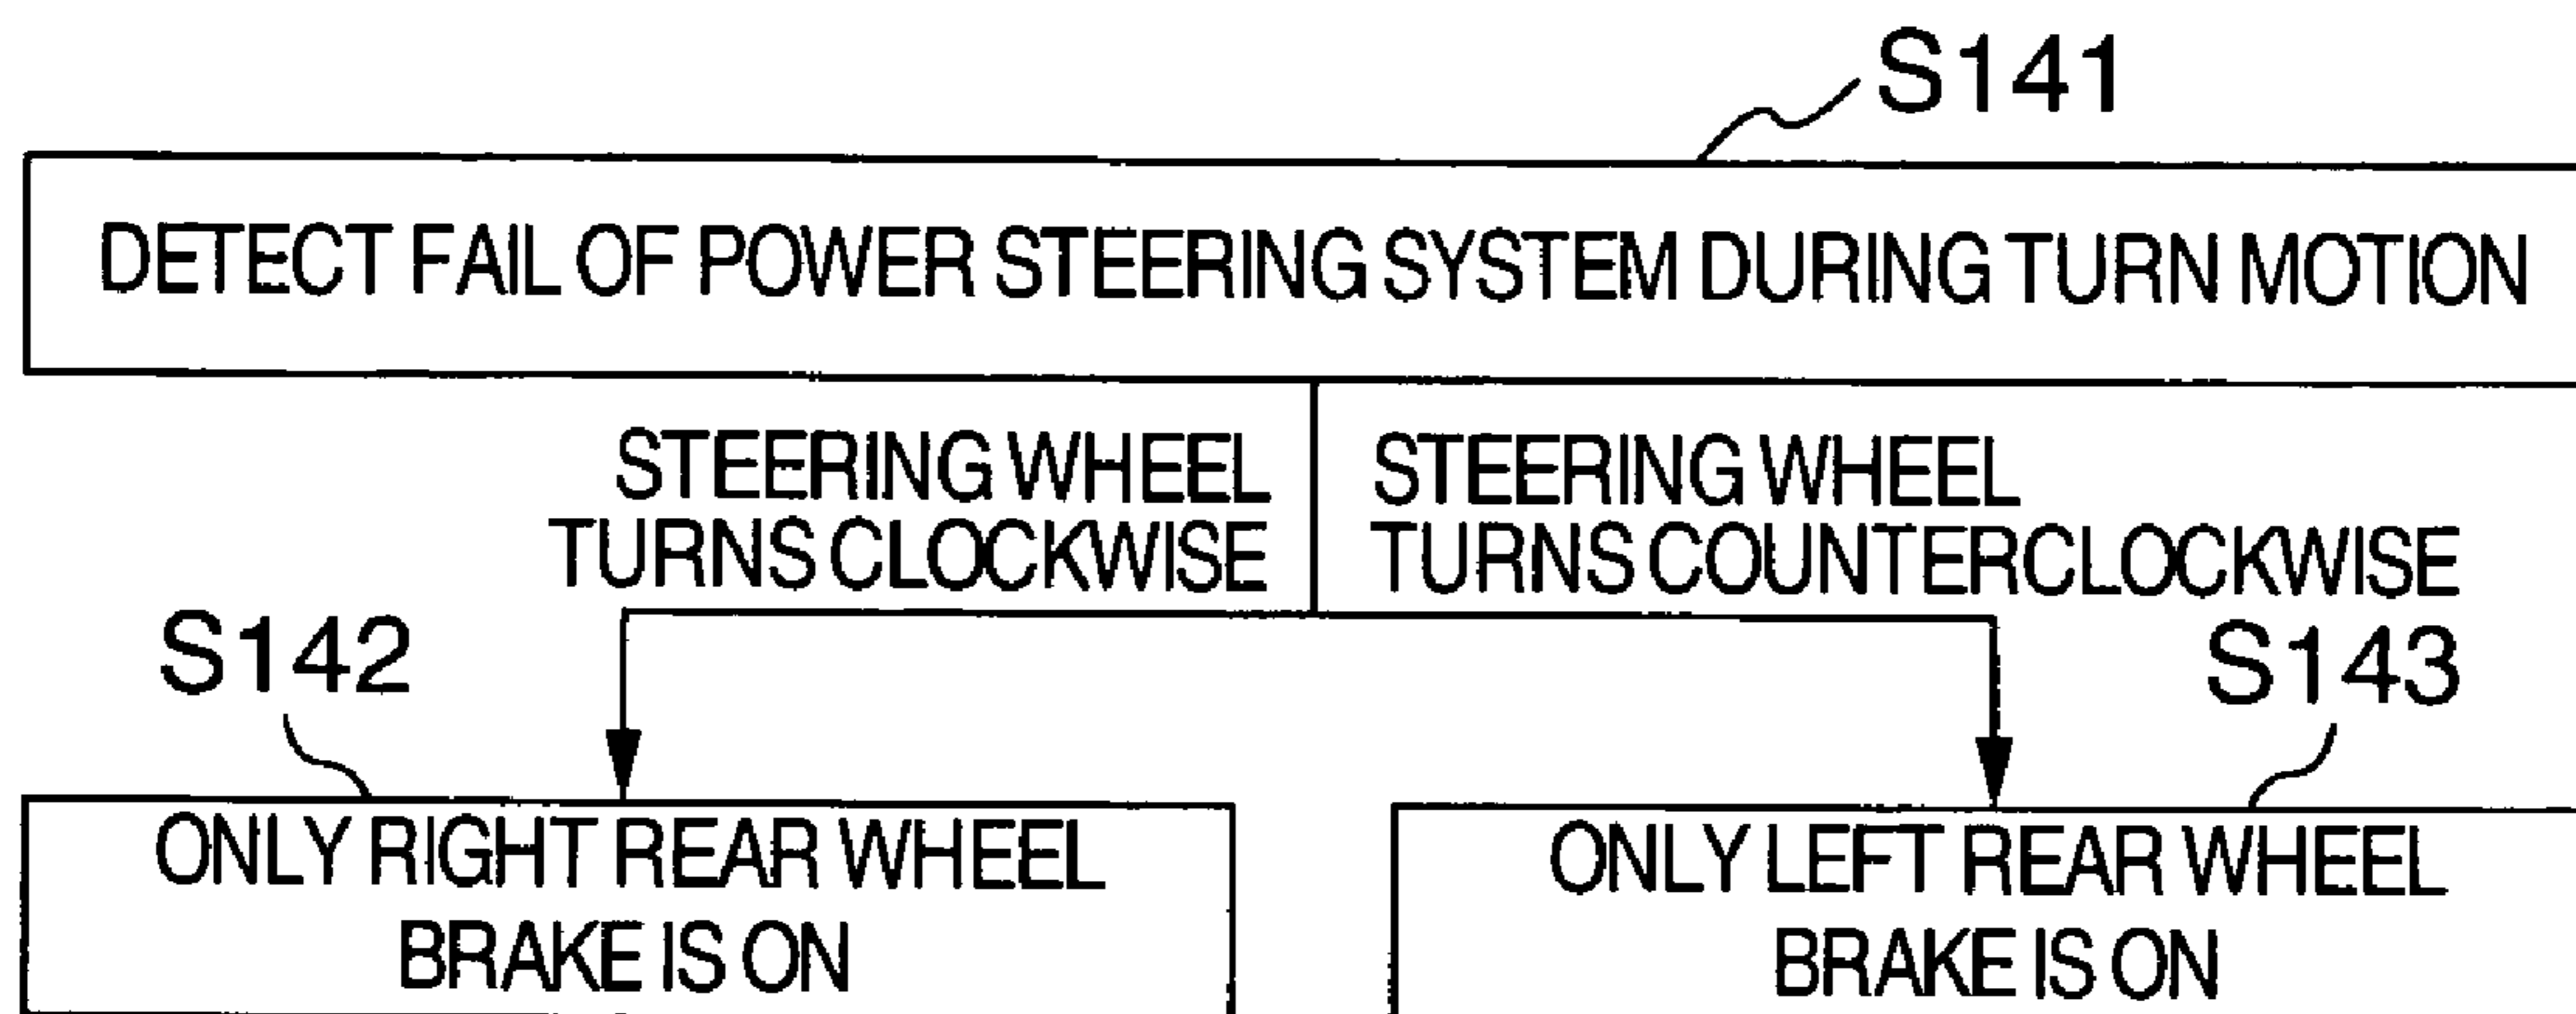 S141
DETECT FAIL OF POWER STEERING SYSTEM DURING TURN MOTION
STEERING WHEEL
TURNS CLOCKWISE
STEERING WHEEL
TURNS COUNTERCLOCKWISE
S142
S143
ONLY RIGHT REAR WHEEL
BRAKE IS ON
ONLY LEFT REAR WHEEL
BRAKE IS ON